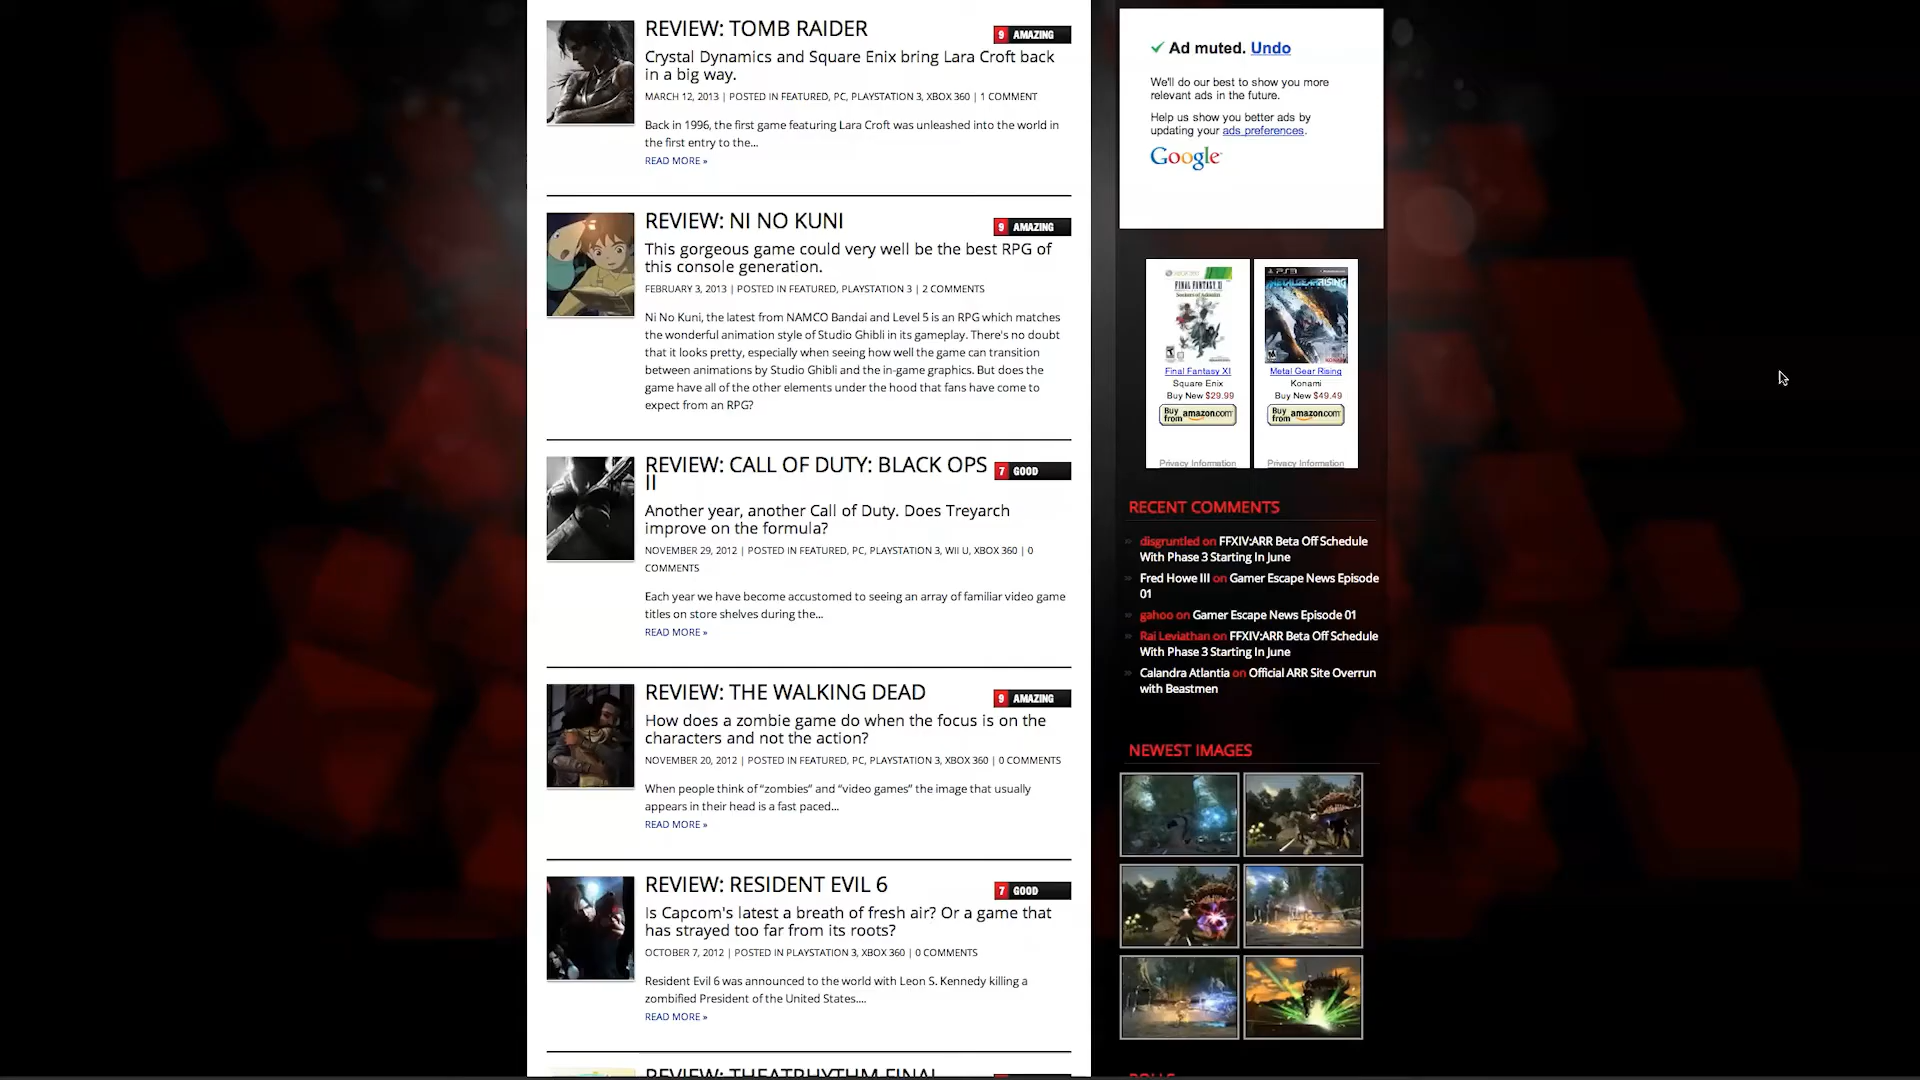 REVIEW: TOMB RAIDER
9 AMAZING
Crystal Dynamics and Square Enix bring Lara Croft back
in a big way.
MARCH 12, 2013 | POSTED IN FEATURED, PC, PLAYSTATION 3, XBOX 360 | 1 COMMENT
Back in 1996, the first game featuring Lara Croft was unleashed into the world in
the first entry to the...
READ MORE »
REVIEW: NI NO KUNI
9 AMAZING
This gorgeous game could very well be the best RPG of
this console generation.
FEBRUARY 3, 2013 | POSTED IN FEATURED, PLAYSTATION 3 | 2 COMMENTS
Ni No Kuni, the latest from NAMCO Bandai and Level 5 is an RPG which matches
the wonderful animation style of Studio Ghibli in its gameplay. There's no doubt
that it looks pretty, especially when seeing how well the game can transition
between animations by Studio Ghibli and the in-game graphics. But does the
game have all of the other elements under the hood that fans have come to
expect from an RPG?
REVIEW: CALL OF DUTY: BLACK OPS
II
7 GOOD
Another year, another Call of Duty. Does Treyarch
improve on the formula?
NOVEMBER 29, 2012 | POSTED IN FEATURED, PC, PLAYSTATION 3, WII U, XBOX 360 | 0
COMMENTS
Each year we have become accustomed to seeing an array of familiar video game
titles on store shelves during the...
READ MORE »
REVIEW: THE WALKING DEAD
9 AMAZING
How does a zombie game do when the focus is on the
characters and not the action?
NOVEMBER 20, 2012 | POSTED IN FEATURED, PC, PLAYSTATION 3, XBOX 360 | 0 COMMENTS
When people think of “zombies” and “video games” the image that usually
appears in their head is a fast paced...
READ MORE »
REVIEW: RESIDENT EVIL 6
7 GOOD
Is Capcom's latest a breath of fresh air? Or a game that
has strayed too far from its roots?
OCTOBER 7, 2012 | POSTED IN PLAYSTATION 3, XBOX 360 | 0 COMMENTS
Resident Evil 6 was announced to the world with Leon S. Kennedy killing a
zombified President of the United States....
READ MORE »
REVIEW: THEATRHYTHM FINAL
Ad muted. Undo
We'll do our best to show you more
relevant ads in the future.
Help us show you better ads by
updating your ads preferences.
Google
FINAL FANTASY XI
Final Fantasy XI
Square Enix
Buy New $29.99
Buy from amazon.com
Privacy Information
PS3
METAL GEAR RISING
Metal Gear Rising
Konami
Buy New $49.49
Buy from amazon.com
Privacy Information
RECENT COMMENTS
» disgruntled on FFXIV:ARR Beta Off Schedule
With Phase 3 Starting In June
» Fred Howe III on Gamer Escape News Episode
01
» gahoo on Gamer Escape News Episode 01
» Rai Leviathan on FFXIV:ARR Beta Off Schedule
With Phase 3 Starting In June
» Calandra Atlantia on Official ARR Site Overrun
with Beastmen
NEWEST IMAGES
POLLS